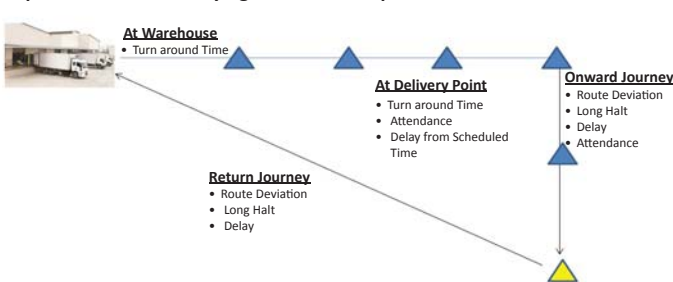 At Warehouse
• Turn around Time
At Delivery Point
• Turn around Time
• Attendance
• Delay from Scheduled
Time
Onward Journey
• Route Deviation
• Long Halt
• Delay
• Attendance
Return Journey
• Route Deviation
• Long Halt
• Delay